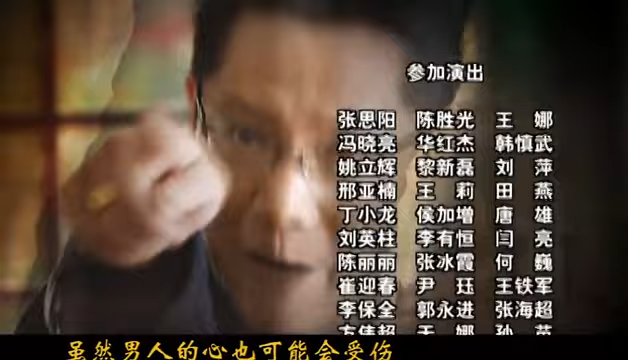 参加演出
张思阳 陈胜光 王 娜
冯晓亮 华红杰 韩慎武
姚立辉 黎新磊 刘 萍
邢亚楠 王 莉 田 燕
丁小龙 侯加增 唐 雄
刘英柱 李有恒 闫 亮
陈丽丽 张冰霞 何 巍
崔迎春 尹 珏 王铁军
李保全 郭永进 张海超
虽然男人的心也可能会受伤